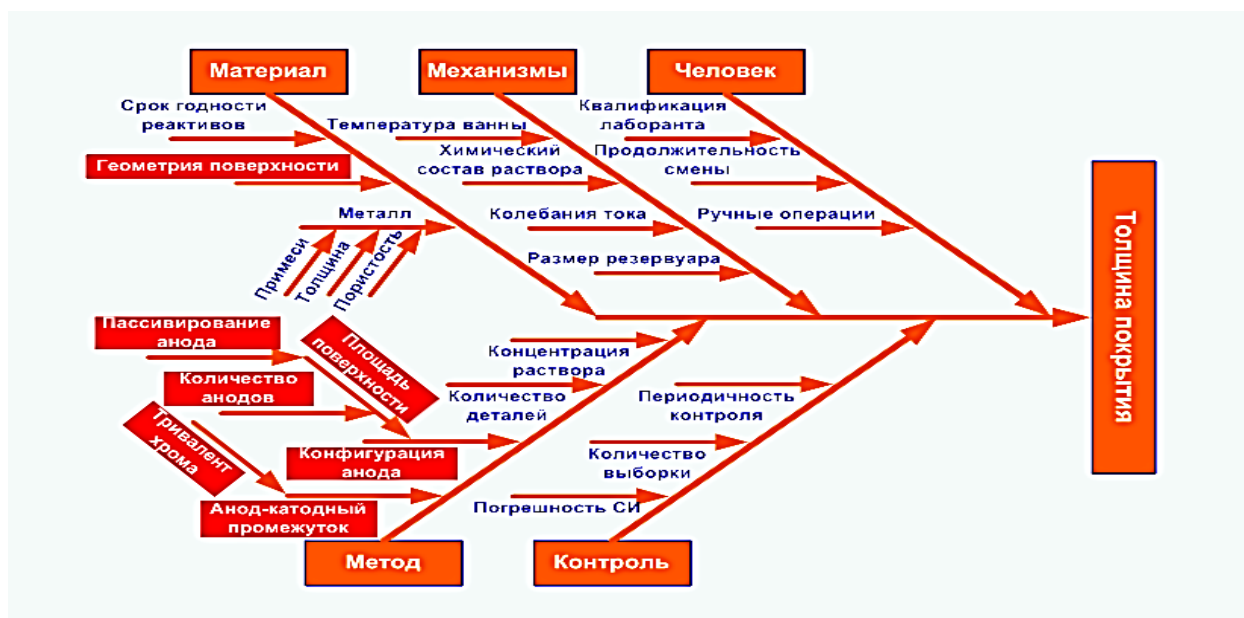 Материал
Механизмы
Человек
Срок годности
реактивов
Геометрия поверхности
Металл
Примеси
Толщина
Пористость
Температура ванны
Химический
состав раствора
Колебания тока
Размер резервуара
Квалификация
лаборанта
Продолжительность
смены
Ручные операции
Толщина покрытия
Пассивирование
анода
Площадь
поверхности
Количество
анодов
Тривалент
хрома
Конфигурация
анода
Анод-катодный
промежуток
Концентрация
раствора
Количество
деталей
Периодичность
контроля
Количество
выборки
Погрешность СИ
Метод
Контроль